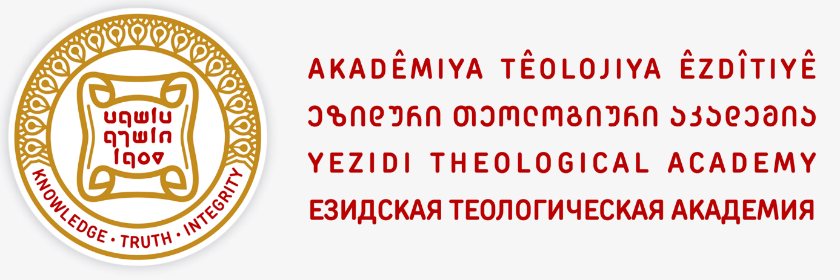 KNOWLEDGE · TRUTH · INTEGRITY
AKADÊMIYA TÊOLOJIYA ÊZDÎTIYÊ
ეზიდური თეოლოგიური აკადემია
YEZIDI THEOLOGICAL ACADEMY
ЕЗИДСКАЯ ТЕОЛОГИЧЕСКАЯ АКАДЕМИЯ